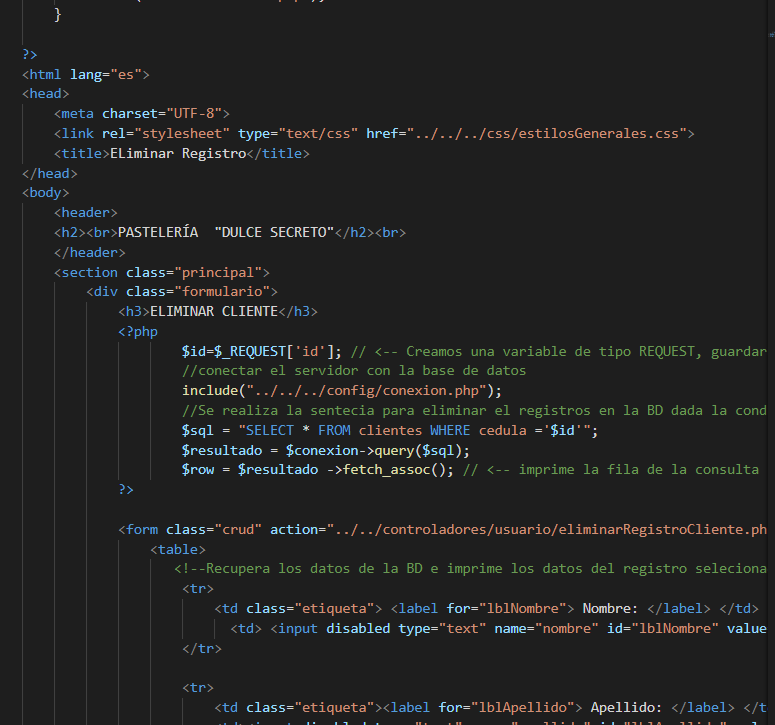 }
?>
<html lang="es">
<head>
<meta charset="UTF-8">
<link rel="stylesheet" type="text/css" href="../../../css/estilosGenerales.css">
<title>ELiminar Registro</title>
</head>
<body>
<header>
<h2><br>PASTELERÍA  "DULCE SECRETO"</h2><br>
</header>
<section class="principal">
<div class="formulario">
<h3>ELIMINAR CLIENTE</h3>
<?php
$id=$_REQUEST['id']; // <-- Creamos una variable de tipo REQUEST, guardar
//conectar el servidor con la base de datos
include("../../../config/conexion.php");
//Se realiza la sentecia para eliminar el registros en la BD dada la cond
$sql = "SELECT * FROM clientes WHERE cedula ='$id'";
$resultado = $conexion->query($sql);
$row = $resultado ->fetch_assoc(); // <-- imprime la fila de la consulta
?>
<form class="crud" action="../../controladores/usuario/eliminarRegistroCliente.ph
<table>
<!--Recupera los datos de la BD e imprime los datos del registro seleciona
<tr>
<td class="etiqueta"> <label for="lblNombre"> Nombre: </label> </td>
<td> <input disabled type="text" name="nombre" id="lblNombre" value
</tr>
<tr>
<td class="etiqueta"><label for="lblApellido"> Apellido: </label> </t